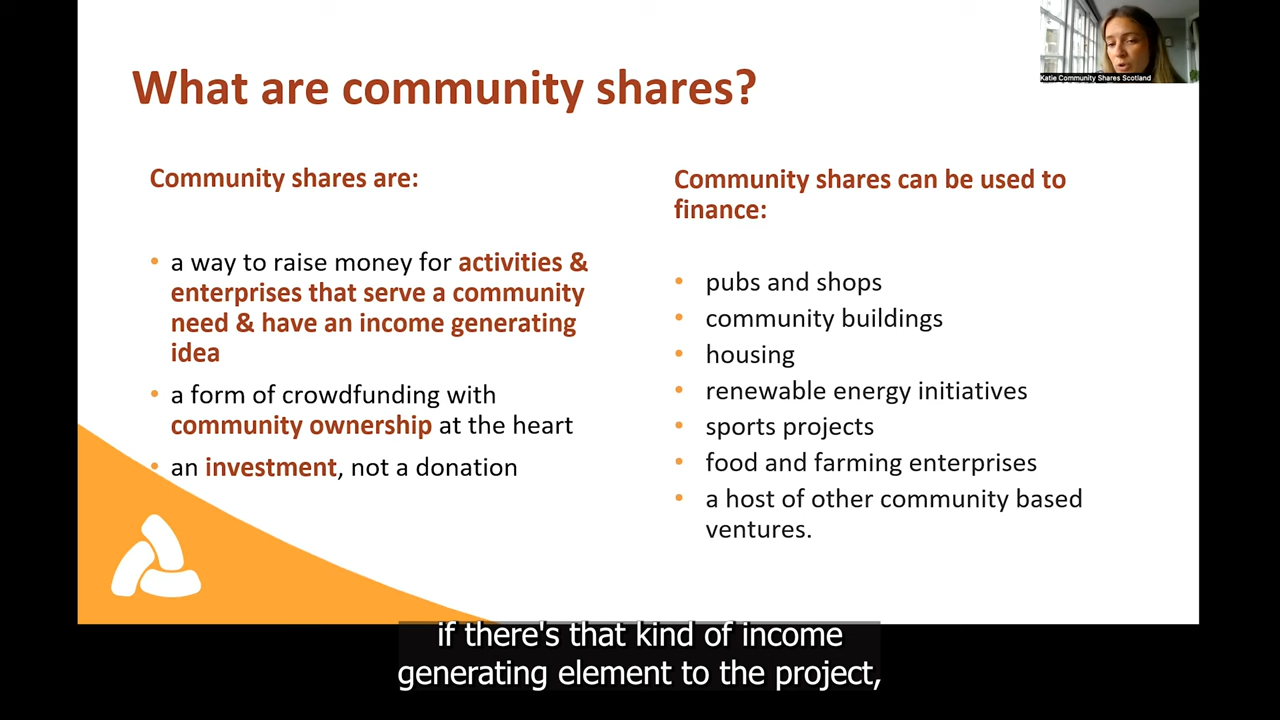 What are community shares?
Katie Community Shares Scotland
Community shares are:
• a way to raise money for activities &
enterprises that serve a community
need & have an income generating
idea
• a form of crowdfunding with
community ownership at the heart
• an investment, not a donation
Community shares can be used to
finance:
• pubs and shops
• community buildings
• housing
• renewable energy initiatives
• sports projects
• food and farming enterprises
• a host of other community based
ventures.
if there's that kind of income
generating element to the project,